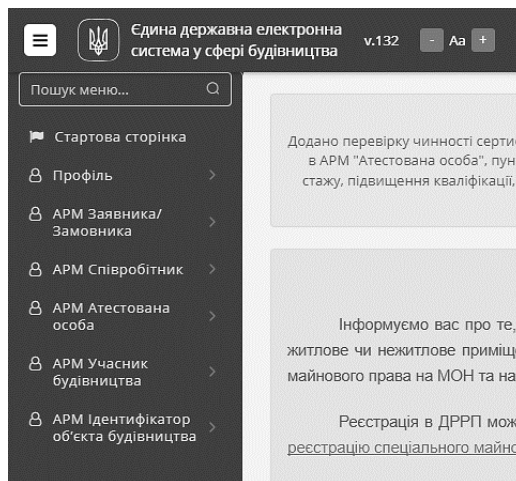 Єдина державна електронна
система у сфері будівництва
v.132
- Aa +
Пошук меню...
Стартова сторінка
Профіль
АРМ Заявника/
Замовника
АРМ Співробітник
АРМ Атестована
особа
АРМ Учасник
будівництва
АРМ Ідентифікатор
об'єкта будівництва
Додано перевірку чинності серти
в АРМ "Атестована особа", пун
стажу, підвищення кваліфікації,
Інформуємо вас про те,
житлове чи нежитлове приміще
майнового права на МОН та на
Реєстрація в ДРРП мож
реєстрацію спеціального майно